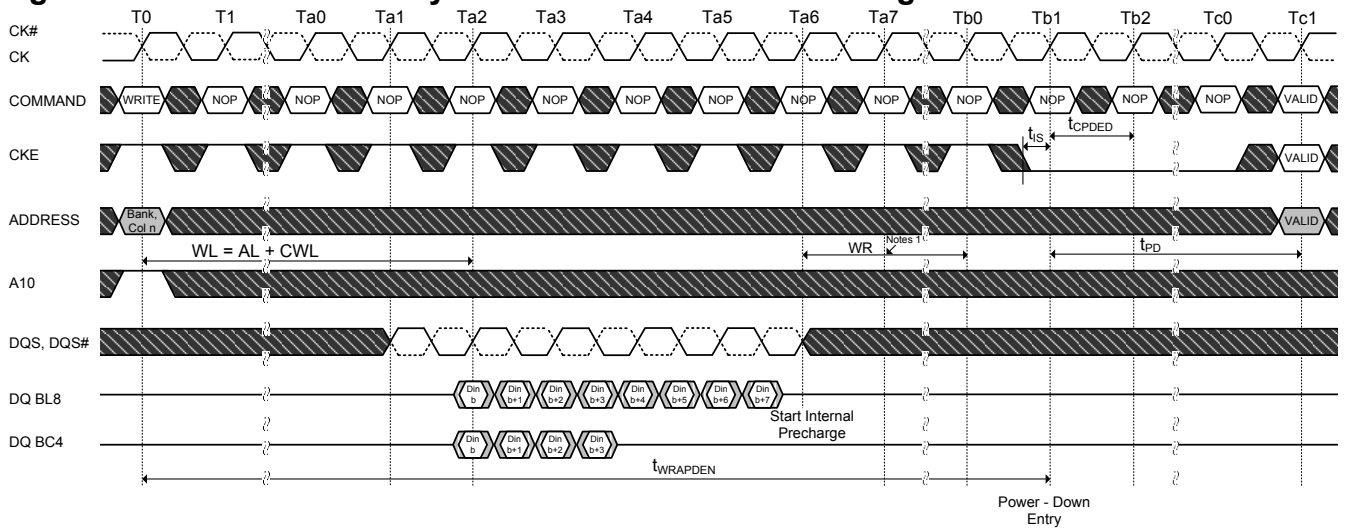 T0 T1 Ta0 Ta1 Ta2 Ta3 Ta4 Ta5 Ta6 Ta7 Tb0 Tb1 Tb2 Tc0 Tc1
CK#
CK
COMMAND WRITE NOP NOP NOP NOP NOP NOP NOP NOP NOP NOP NOP NOP NOP VALID
tIS tCPDED
CKE VALID
ADDRESS Bank, Col n VALID
WL = AL + CWL WR Notes 1 tPD
A10
DQS, DQS#
DQ BL8 Din b Din b+1 Din b+2 Din b+3 Din b+4 Din b+5 Din b+6 Din b+7
Start Internal
Precharge
DQ BC4 Din b Din b+1 Din b+2 Din b+3
tWRAPDEN
Power - Down
Entry